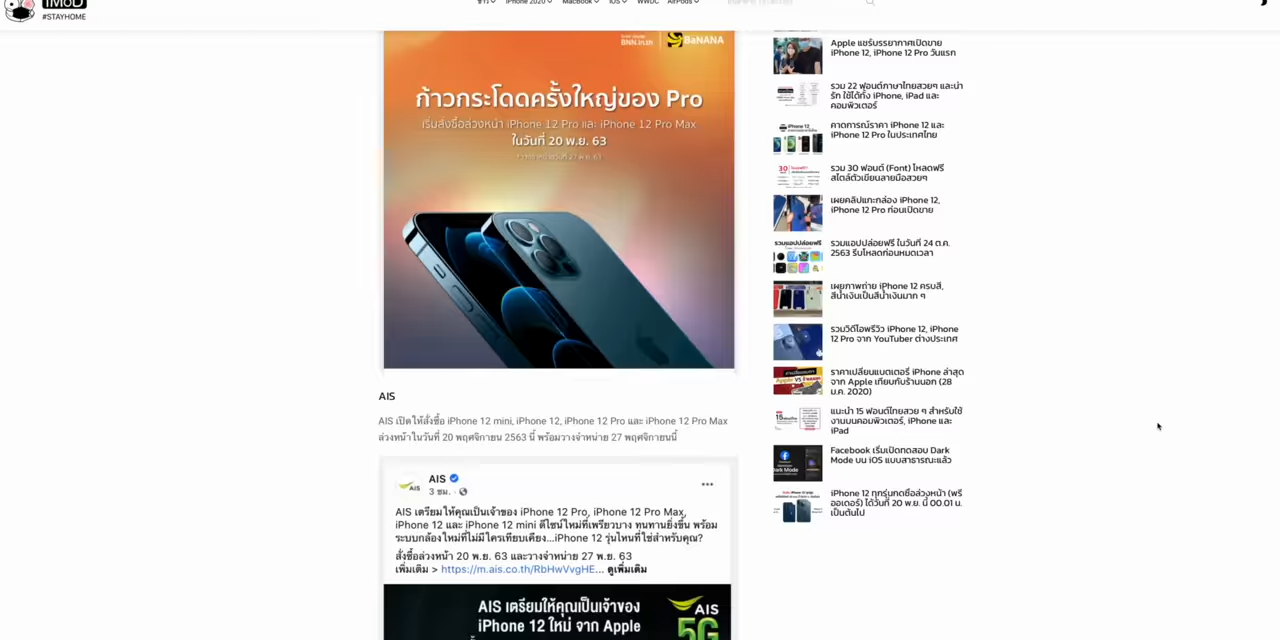 iMoD
#STAYHOME
iPhone 2020
MacBook
iOS
WWDC
AirPods
BNN.in.th
BaNANA
ก้าวกระโดดครั้งใหญ่ของ Pro
เริ่มสั่งซื้อล่วงหน้า iPhone 12 Pro และ iPhone 12 Pro Max
ในวันที่ 20 พ.ย. 63
*วางจำหน่ายวันที่ 27 พ.ย. 63
AIS
AIS เปิดให้สั่งซื้อ iPhone 12 mini, iPhone 12, iPhone 12 Pro และ iPhone 12 Pro Max
ล่วงหน้าในวันที่ 20 พฤศจิกายน 2563 นี้ พร้อมวางจำหน่าย 27 พฤศจิกายนนี้
AIS
AIS
3 ชม. ·
AIS เตรียมให้คุณเป็นเจ้าของ iPhone 12 Pro, iPhone 12 Pro Max,
iPhone 12 และ iPhone 12 mini ดีไซน์ใหม่ที่เพรียวบาง ทนทานยิ่งขึ้น พร้อม
ระบบกล้องใหม่ที่ไม่มีใครเทียบเคียง...iPhone 12 รุ่นไหนที่ใช่สำหรับคุณ?
สั่งซื้อล่วงหน้า 20 พ.ย. 63 และวางจำหน่าย 27 พ.ย. 63
เพิ่มเติม > https://m.ais.co.th/RbHwVvgHE... ดูเพิ่มเติม
AIS เตรียมให้คุณเป็นเจ้าของ
iPhone 12 ใหม่ จาก Apple
AIS
5G
Apple แชร์บรรยากาศเปิดขาย
iPhone 12, iPhone 12 Pro วันแรก
รวม 22 ฟอนต์ภาษาไทยสวยๆ และน่า
รัก ใช้ได้ทั้ง iPhone, iPad และ
คอมพิวเตอร์
คาดการณ์ราคา iPhone 12 และ
iPhone 12 Pro ในประเทศไทย
รวม 30 ฟอนต์ (Font) โหลดฟรี
สไตล์ตัวเขียนลายมือสวยๆ
เผยคลิปแกะกล่อง iPhone 12,
iPhone 12 Pro ก่อนเปิดขาย
รวมแอปปล่อยฟรี ในวันที่ 24 ต.ค.
2563 รีบโหลดก่อนหมดเวลา
เผยภาพถ่าย iPhone 12 ครบสี,
สีน้ำเงินเป็นสีน้ำเงินมาก ๆ
รวมวิดีโอพรีวิว iPhone 12, iPhone
12 Pro จาก YouTuber ต่างประเทศ
ราคาเปลี่ยนแบตเตอรี่ iPhone ล่าสุด
จาก Apple เทียบกับร้านนอก (28
ม.ค. 2020)
แนะนำ 15 ฟอนต์ไทยสวย ๆ สำหรับใช้
งานบนคอมพิวเตอร์, iPhone และ
iPad
Facebook เริ่มเปิดทดสอบ Dark
Mode บน iOS แบบสาธารณะแล้ว
iPhone 12 ทุกรุ่นกดซื้อล่วงหน้า (พรี
ออเดอร์) ได้วันที่ 20 พ.ย. นี้ 00.01 น.
เป็นต้นไป